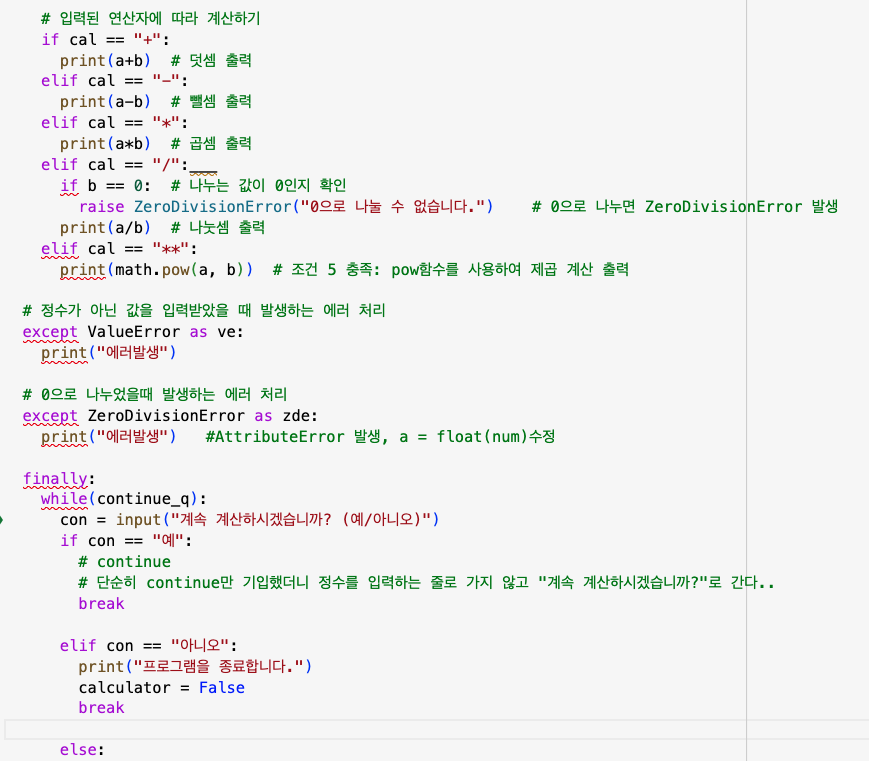 # 입력된 연산자에 따라 계산하기
if cal == "+":
print(a+b)  # 덧셈 출력
elif cal == "-":
print(a-b)  # 뺄셈 출력
elif cal == "*":
print(a*b)  # 곱셈 출력
elif cal == "/":___
if b == 0:  # 나누는 값이 0인지 확인
raise ZeroDivisionError("0으로 나눌 수 없습니다.")    # 0으로 나누면 ZeroDivisionError 발생
print(a/b)  # 나눗셈 출력
elif cal == "**":
print(math.pow(a, b))  # 조건 5 충족: pow함수를 사용하여 제곱 계산 출력
# 정수가 아닌 값을 입력받았을 때 발생하는 에러 처리
except ValueError as ve:
print("에러발생")
# 0으로 나누었을때 발생하는 에러 처리
except ZeroDivisionError as zde:
print("에러발생")   #AttributeError 발생, a = float(num)수정
finally:
while(continue_q):
con = input("계속 계산하시겠습니까? (예/아니오)")
if con == "예":
# continue
# 단순히 continue만 기입했더니 정수를 입력하는 줄로 가지 않고 "계속 계산하시겠습니까?"로 간다..
break
elif con == "아니오":
print("프로그램을 종료합니다.")
calculator = False
break
else: